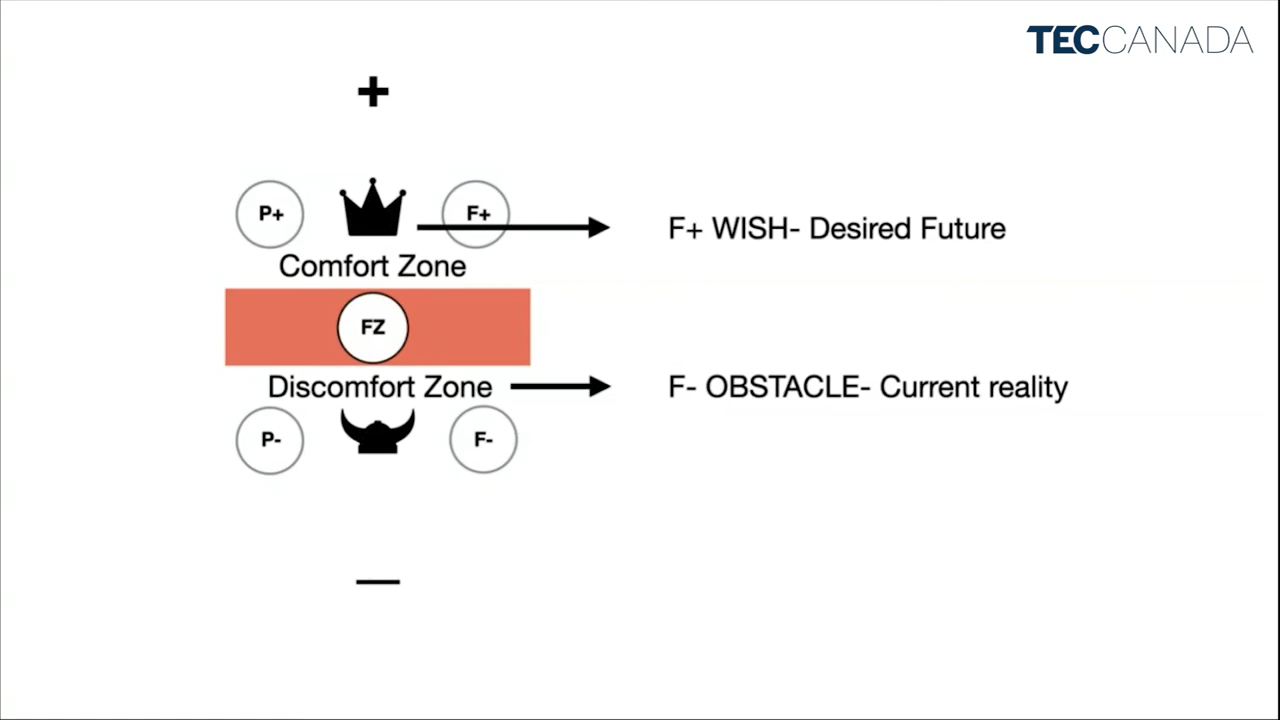 TECCANADA
+
P+
F+
F+ WISH- Desired Future
Comfort Zone
FZ
Discomfort Zone
F- OBSTACLE- Current reality
P-
F-
—